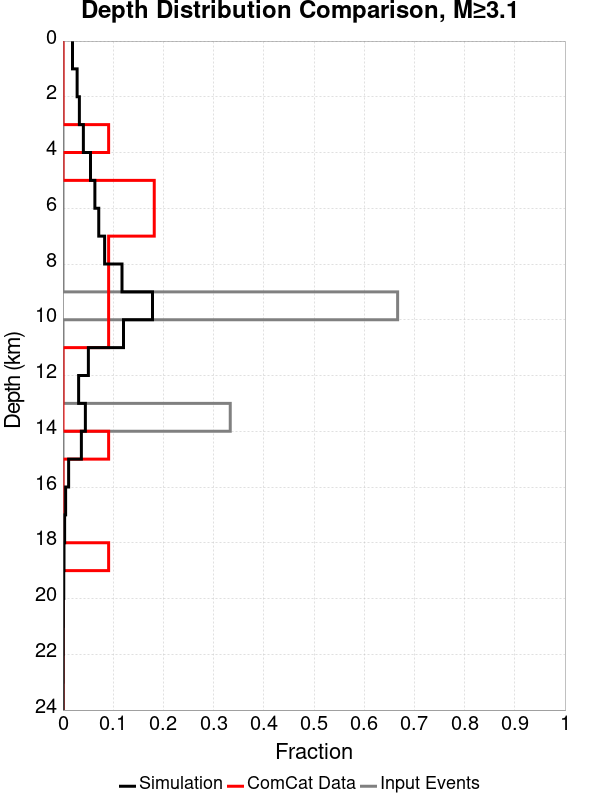 Depth Distribution Comparison, M≥3.1
0
2
4
6
8
10
12
14
16
18
20
22
24
Depth (km)
0 0.1 0.2 0.3 0.4 0.5 0.6 0.7 0.8 0.9 1
Fraction
Simulation ComCat Data Input Events